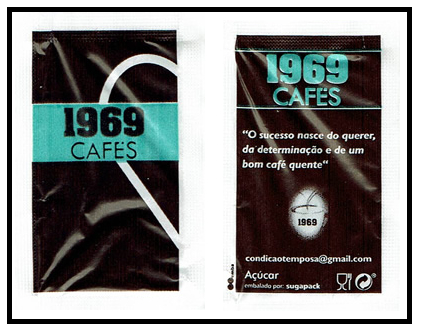 1969
CAFÉS
1969
CAFÉS
“O sucesso nasce do querer,
da determinação e de um
bom café quente“
1969
condicaotemposa@gmail.com
Açúcar
embalado por: sugapack